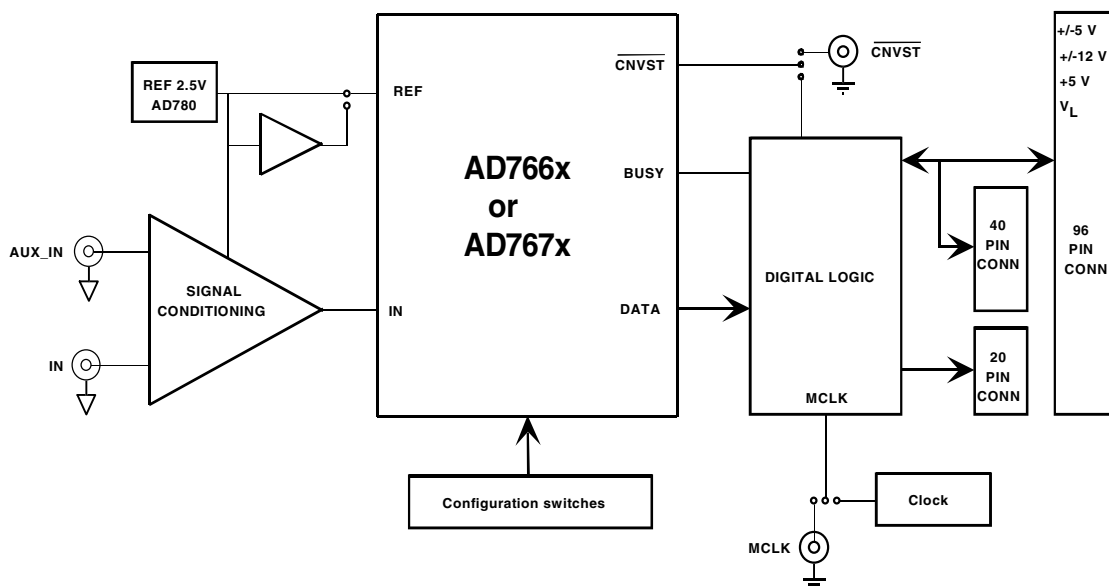 REF 2.5V
AD780
AUX_IN
IN
SIGNAL
CONDITIONING
REF
IN
AD766x
or
AD767x
CNVST
BUSY
DATA
Configuration switches
CNVST
DIGITAL LOGIC
MCLK
Clock
MCLK
40
PIN
CONN
20
PIN
CONN
+/-5 V
+/-12 V
+5 V
VL
96
PIN
CONN